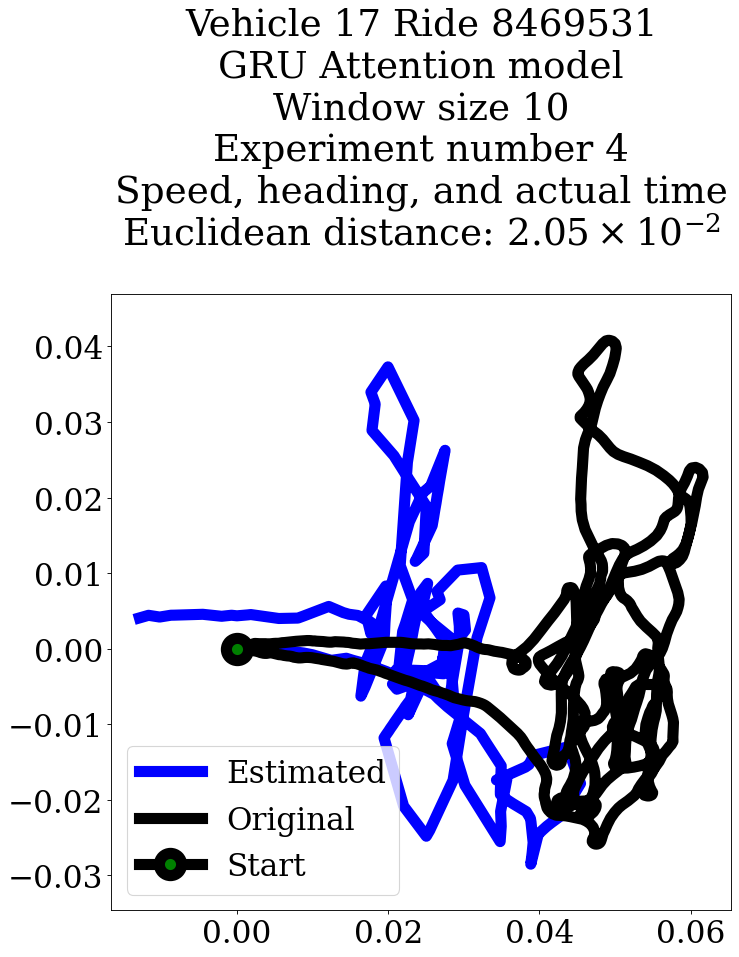 Vehicle 17 Ride 8469531
GRU Attention model
Window size 10
Experiment number 4
Speed, heading, and actual time
Euclidean distance: 2.05 × 10⁻²
0.04
0.03
0.02
0.01
0.00
−0.01
−0.02
−0.03
Estimated
Original
Start
0.00 0.02 0.04 0.06